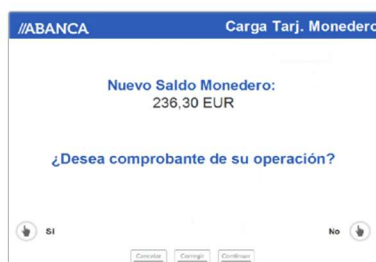 //ABANCA Carga Tarj. Monedero
Nuevo Saldo Monedero:
236,30 EUR
¿Desea comprobante de su operación?
SI No
Cancelar Corregir Continuar